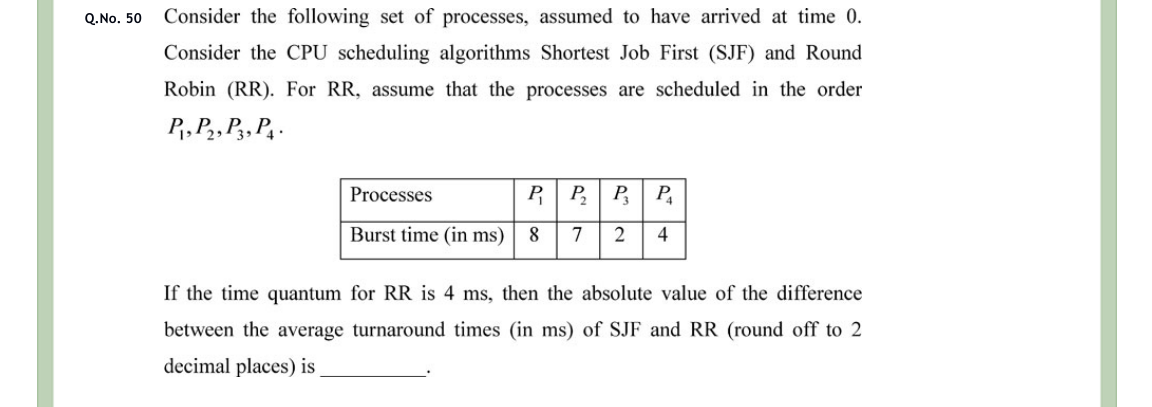 Q.No. 50 Consider the following set of processes, assumed to have arrived at time 0.
Consider the CPU scheduling algorithms Shortest Job First (SJF) and Round
Robin (RR). For RR, assume that the processes are scheduled in the order
P₁, P₂, P₃, P₄.
Processes P₁ P₂ P₃ P₄
Burst time (in ms) 8 7 2 4
If the time quantum for RR is 4 ms, then the absolute value of the difference
between the average turnaround times (in ms) of SJF and RR (round off to 2
decimal places) is __________.